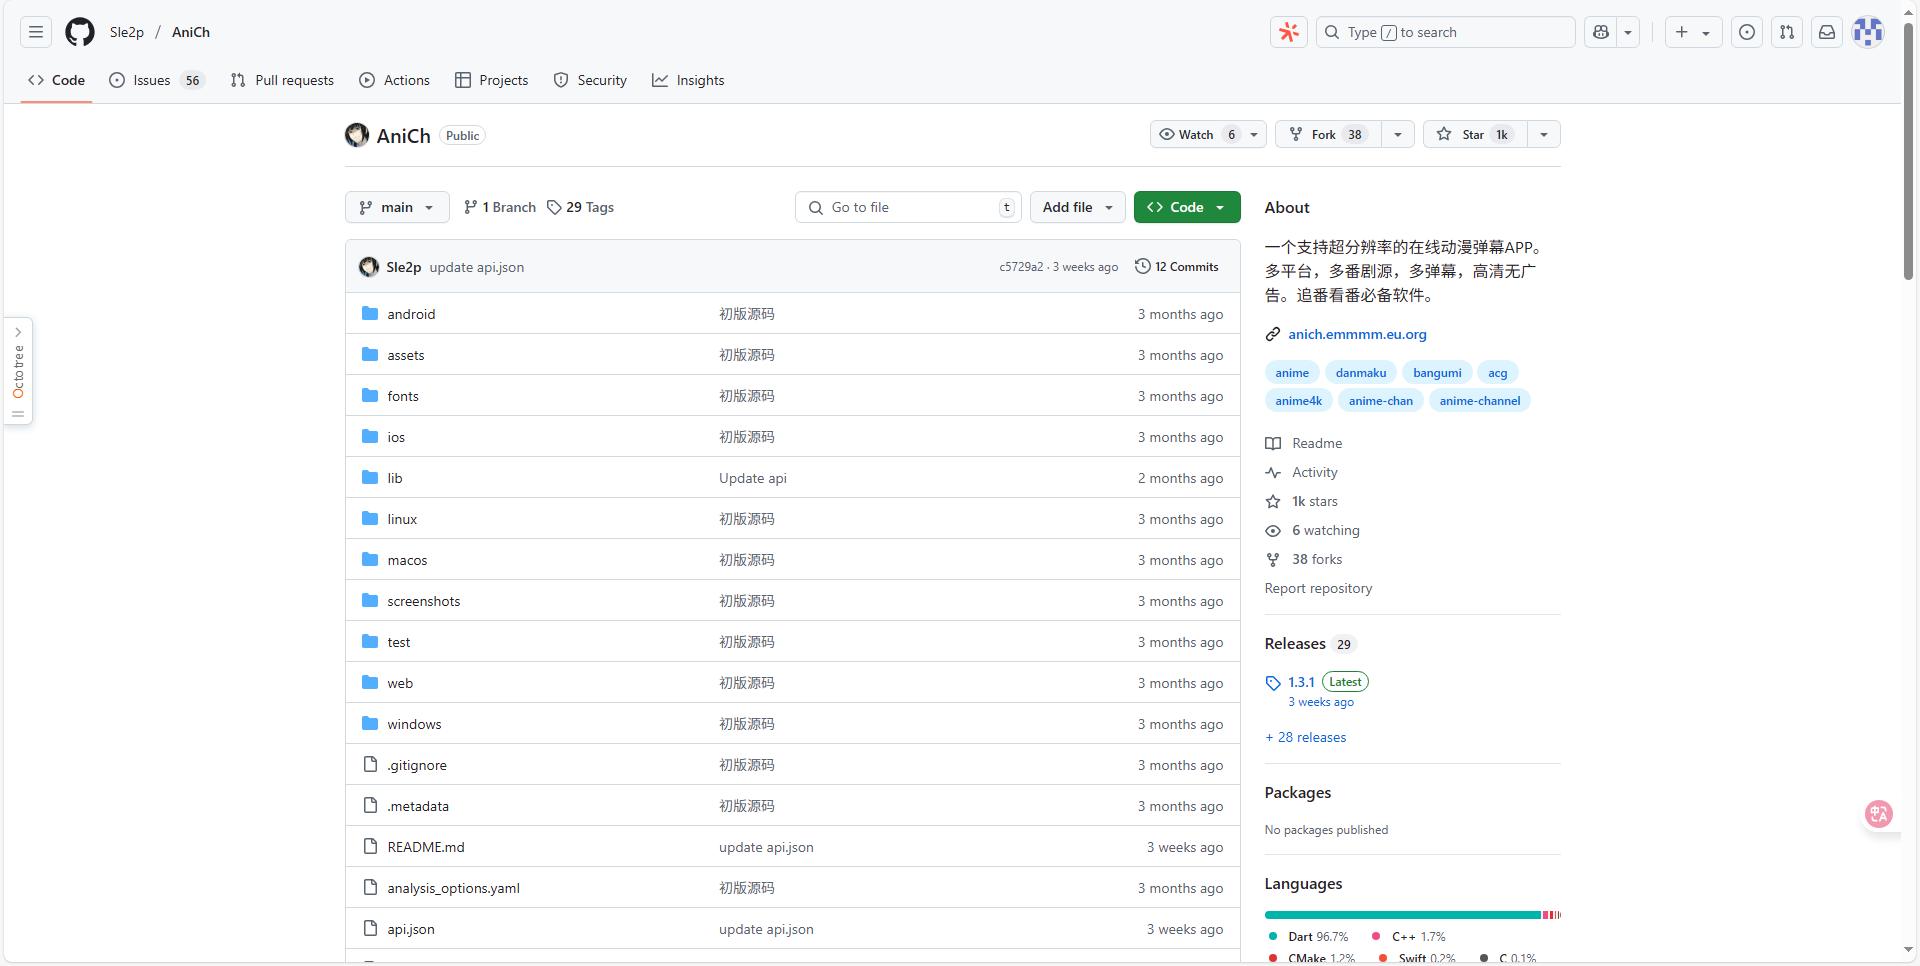 Sle2p / AniCh
Type / to search
Code
Issues 56
Pull requests
Actions
Projects
Security
Insights
AniCh Public
Watch 6
Fork 38
Star 1k
main
1 Branch
29 Tags
Go to file t
Add file
Code
Sle2p update api.json
c5729a2 · 3 weeks ago
12 Commits
android 初版源码 3 months ago
assets 初版源码 3 months ago
fonts 初版源码 3 months ago
ios 初版源码 3 months ago
lib Update api 2 months ago
linux 初版源码 3 months ago
macos 初版源码 3 months ago
screenshots 初版源码 3 months ago
test 初版源码 3 months ago
web 初版源码 3 months ago
windows 初版源码 3 months ago
.gitignore 初版源码 3 months ago
.metadata 初版源码 3 months ago
README.md update api.json 3 weeks ago
analysis_options.yaml 初版源码 3 months ago
api.json update api.json 3 weeks ago
About
一个支持超分辨率的在线动漫弹幕APP。
多平台，多番剧源，多弹幕，高清无广
告。追番看番必备软件。
anich.emmmm.eu.org
anime danmaku bangumi acg
anime4k anime-chan anime-channel
Readme
Activity
1k stars
6 watching
38 forks
Report repository
Releases 29
1.3.1 Latest
3 weeks ago
+ 28 releases
Packages
No packages published
Languages
Dart 96.7% C++ 1.7%
CMake 1.2% Swift 0.2% C 0.1%
Octotree
中A